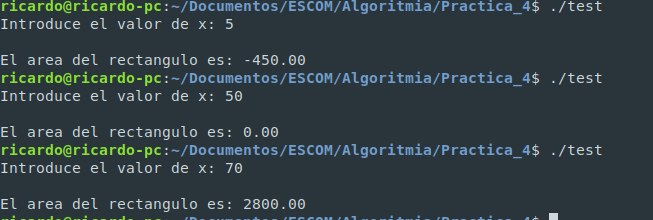 ricardo@ricardo-pc:~/Documentos/ESCOM/Algoritmia/Practica_4$ ./test
Introduce el valor de x: 5
El area del rectangulo es: -450.00
ricardo@ricardo-pc:~/Documentos/ESCOM/Algoritmia/Practica_4$ ./test
Introduce el valor de x: 50
El area del rectangulo es: 0.00
ricardo@ricardo-pc:~/Documentos/ESCOM/Algoritmia/Practica_4$ ./test
Introduce el valor de x: 70
El area del rectangulo es: 2800.00
ricardo@ricardo-pc:~/Documentos/ESCOM/Algoritmia/Practica_4$